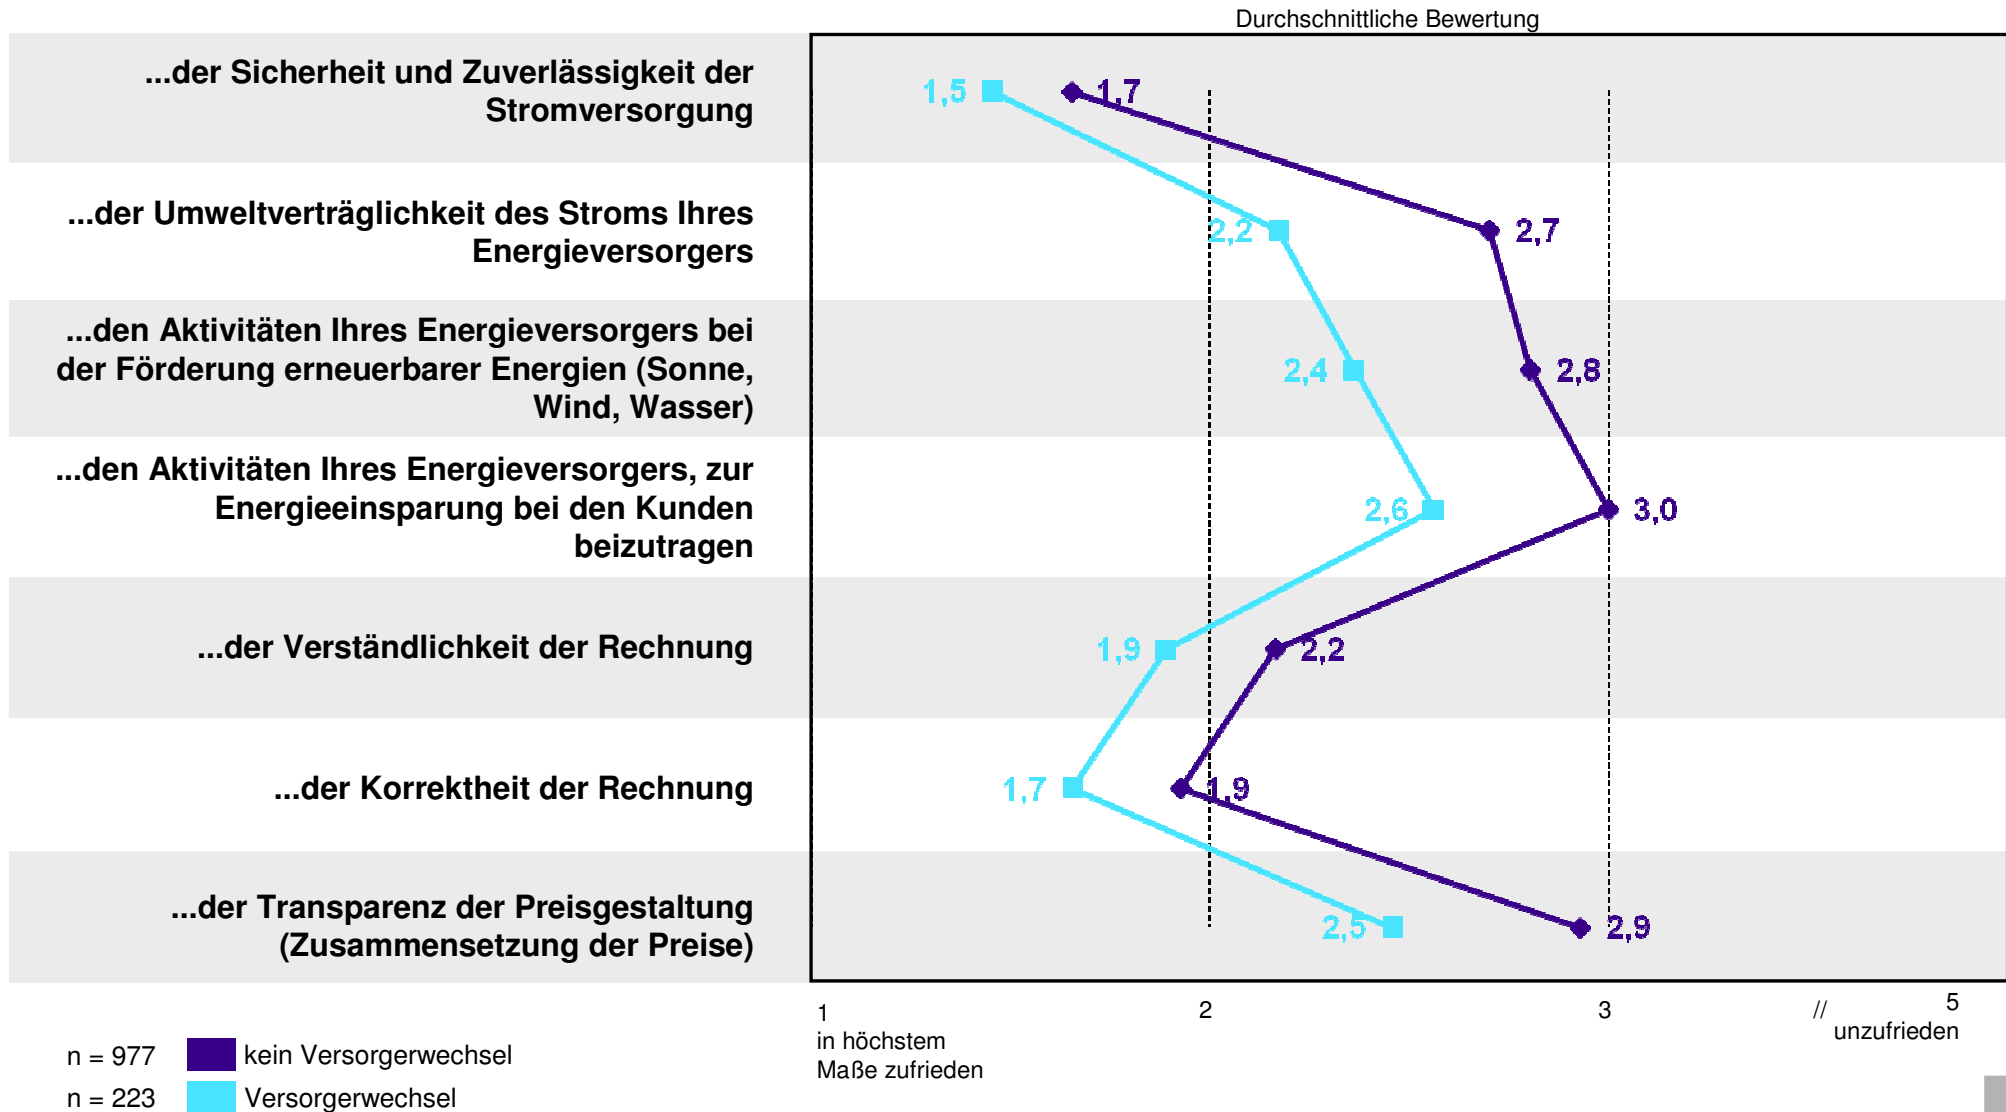 Durchschnittliche Bewertung
...der Sicherheit und Zuverlässigkeit der
Stromversorgung
1,5
1,7
...der Umweltverträglichkeit des Stroms Ihres
Energieversorgers
2,2
2,7
...den Aktivitäten Ihres Energieversorgers bei
der Förderung erneuerbarer Energien (Sonne,
Wind, Wasser)
2,4
2,8
...den Aktivitäten Ihres Energieversorgers, zur
Energieeinsparung bei den Kunden
beizutragen
2,6
3,0
...der Verständlichkeit der Rechnung
1,9
2,2
...der Korrektheit der Rechnung
1,7
1,9
...der Transparenz der Preisgestaltung
(Zusammensetzung der Preise)
2,5
2,9
1
in höchstem
Maße zufrieden
2
3
//
5
unzufrieden
n = 977 kein Versorgerwechsel
n = 223 Versorgerwechsel